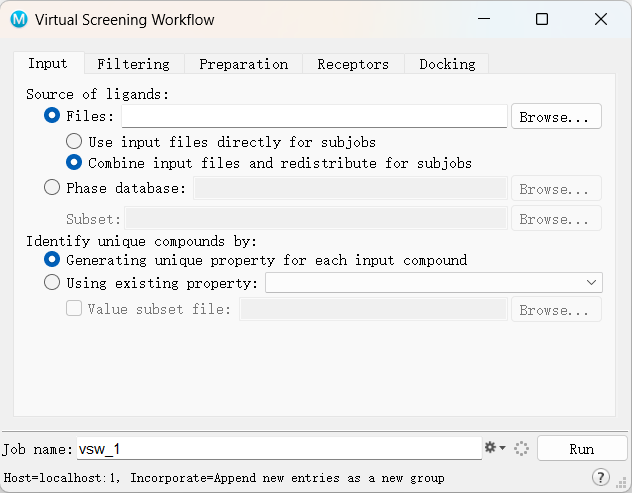 M Virtual Screening Workflow
Input Filtering Preparation Receptors Docking
Source of ligands:
Files: Browse...
Use input files directly for subjobs
Combine input files and redistribute for subjobs
Phase database: Browse...
Subset: Browse...
Identify unique compounds by:
Generating unique property for each input compound
Using existing property:
Value subset file: Browse...
Job name: vsw_1 Run
Host=localhost:1, Incorporate=Append new entries as a new group ?